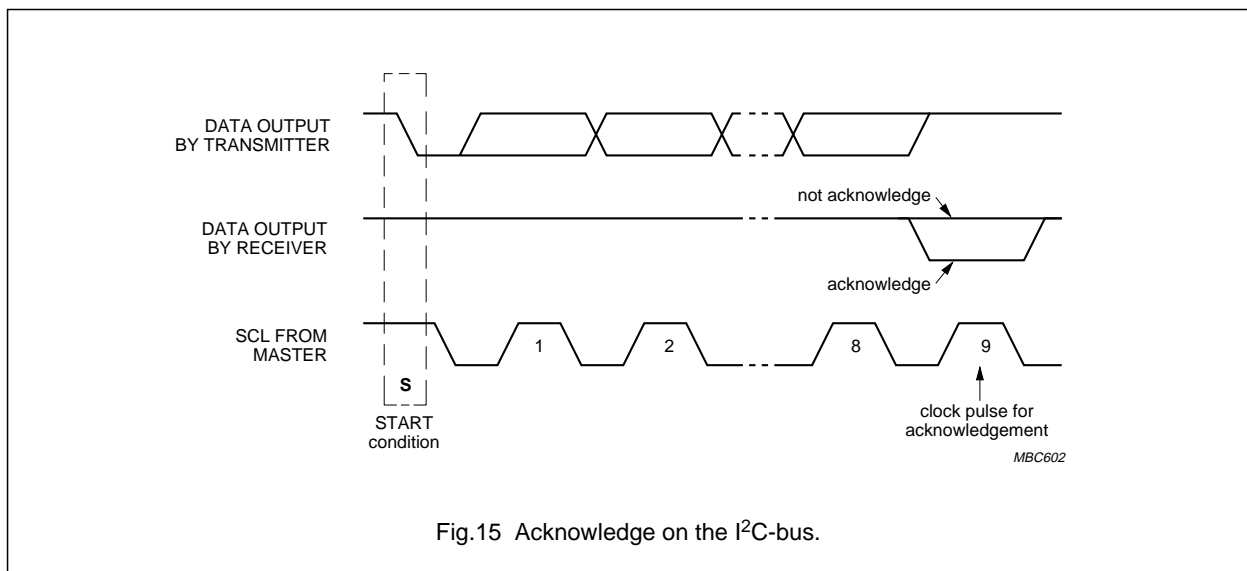 DATA OUTPUT
BY TRANSMITTER
not acknowledge
DATA OUTPUT
BY RECEIVER
acknowledge
SCL FROM
MASTER
1
2
8
9
S
START
condition
clock pulse for
acknowledgement
MBC602
Fig.15 Acknowledge on the I²C-bus.